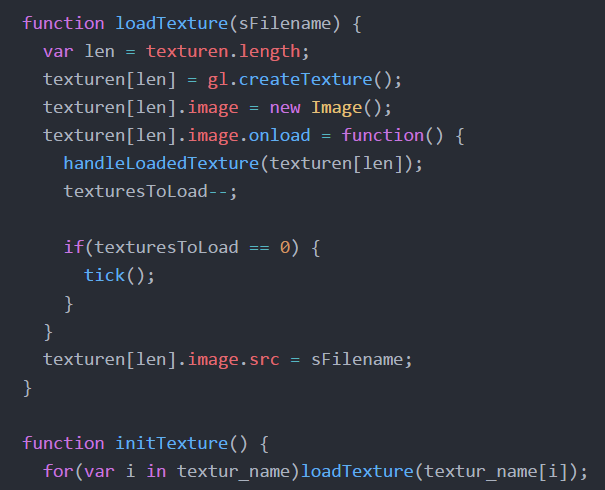 function loadTexture(sFilename) {
  var len = texturen.length;
  texturen[len] = gl.createTexture();
  texturen[len].image = new Image();
  texturen[len].image.onload = function() {
    handleLoadedTexture(texturen[len]);
    texturesToLoad--;

    if(texturesToLoad == 0) {
      tick();
    }
  }
  texturen[len].image.src = sFilename;
}

function initTexture() {
  for(var i in textur_name)loadTexture(textur_name[i]);